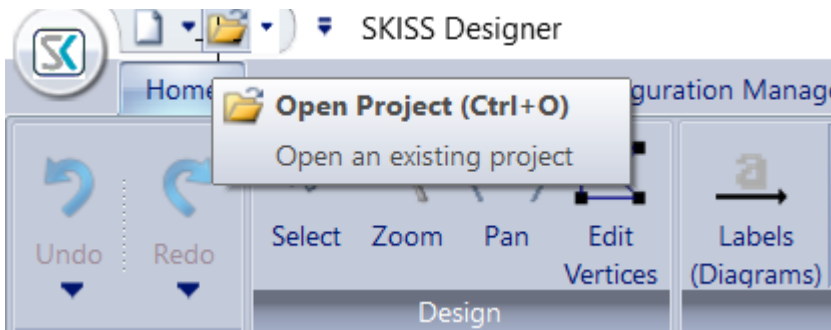 SKISS Designer
Home
guration Manag
Open Project (Ctrl+O)
Open an existing project
Undo
Redo
Select
Zoom
Pan
Edit
Vertices
Labels
(Diagrams)
Design